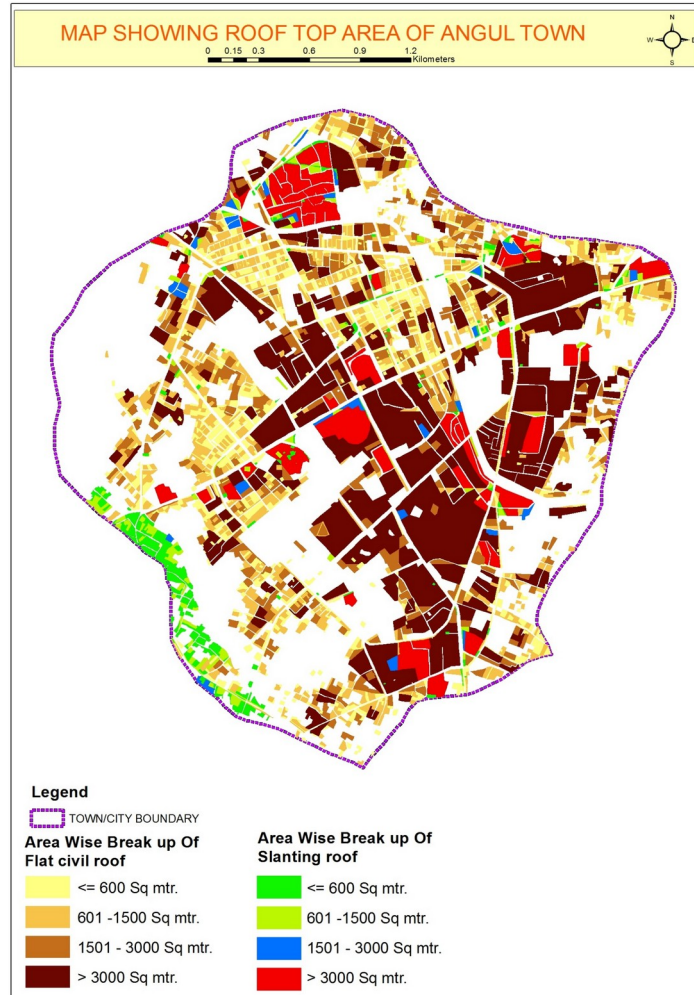 MAP SHOWING ROOF TOP AREA OF ANGUL TOWN
N
W E
S
0 0.15 0.3 0.6 0.9 1.2
Kilometers
Legend
TOWN/CITY BOUNDARY
Area Wise Break up Of
Flat civil roof
<= 600 Sq mtr.
601 -1500 Sq mtr.
1501 - 3000 Sq mtr.
> 3000 Sq mtr.
Area Wise Break up Of
Slanting roof
<= 600 Sq mtr.
601 -1500 Sq mtr.
1501 - 3000 Sq mtr.
> 3000 Sq mtr.